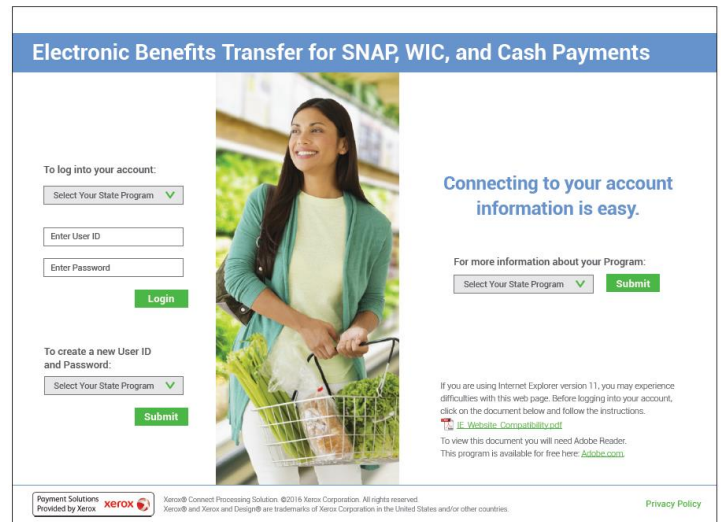 Electronic Benefits Transfer for SNAP, WIC, and Cash Payments
To log into your account:
Select Your State Program
Enter User ID
Enter Password
Login
To create a new User ID
and Password:
Select Your State Program
Submit
Connecting to your account
information is easy.
For more information about your Program:
Select Your State Program
Submit
If you are using Internet Explorer version 11, you may experience
difficulties with this web page. Before logging into your account,
click on the document below and follow the instructions.
IE_Website_Compatibility.pdf
To view this document you will need Adobe Reader.
This program is available for free here: Adobe.com.
Payment Solutions
Provided by Xerox
xerox
Xerox® Connect Processing Solution. ©2016 Xerox Corporation. All rights reserved.
Xerox® and Xerox and Design® are trademarks of Xerox Corporation in the United States and/or other countries.
Privacy Policy